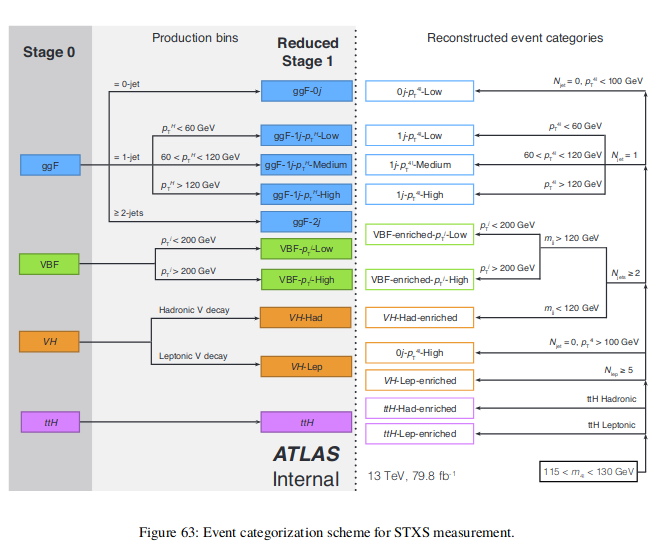 Stage 0
Production bins
Reduced
Stage 1
Reconstructed event categories
= 0-jet
ggF-0j
0j-p_T^4l-Low
N_jet = 0, p_T^4l < 100 GeV
p_T^H < 60 GeV
ggF-1j-p_T^H-Low
1j-p_T^4l-Low
p_T^4l < 60 GeV
ggF
= 1-jet
60 < p_T^H < 120 GeV
ggF-1j-p_T^H-Medium
1j-p_T^4l-Medium
60 < p_T^4l < 120 GeV
N_jet = 1
p_T^H > 120 GeV
ggF-1j-p_T^H-High
1j-p_T^4l-High
p_T^4l > 120 GeV
≥ 2-jets
ggF-2j
VBF
p_T^j < 200 GeV
VBF-p_T^j-Low
VBF-enriched-p_T^j-Low
p_T^j < 200 GeV
m_jj > 120 GeV
p_T^j > 200 GeV
VBF-p_T^j-High
VBF-enriched-p_T^j-High
p_T^j > 200 GeV
N_jets ≥ 2
VH
Hadronic V decay
VH-Had
VH-Had-enriched
m_jj < 120 GeV
0j-p_T^4l-High
N_jet = 0, p_T^4l > 100 GeV
Leptonic V decay
VH-Lep
VH-Lep-enriched
N_lep ≥ 5
ttH-Had-enriched
ttH Hadronic
ttH
ttH
ttH-Lep-enriched
ttH Leptonic
ATLAS
Internal
13 TeV, 79.8 fb⁻¹
115 < m_4l < 130 GeV
Figure 63: Event categorization scheme for STXS measurement.